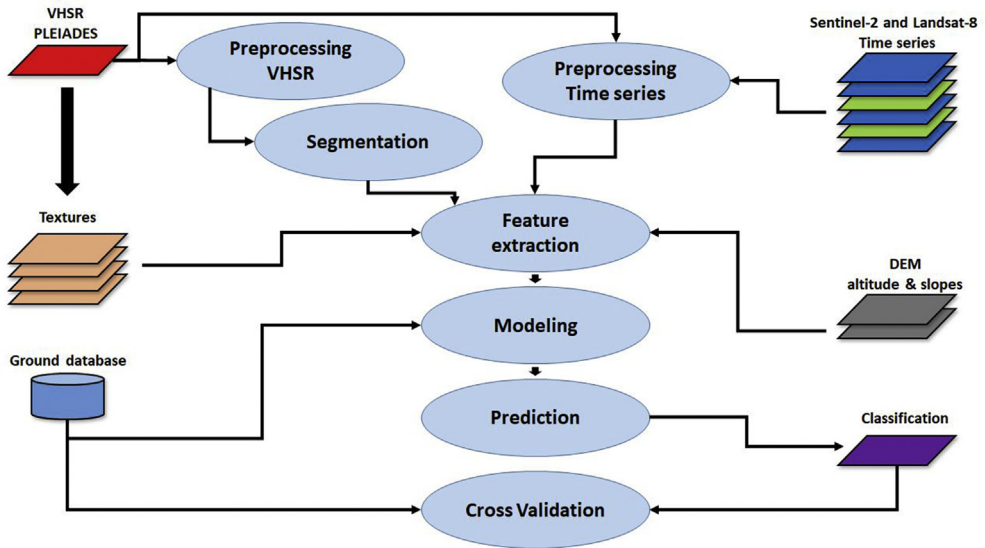 VHSR
PLEIADES
Preprocessing
VHSR
Preprocessing
Time series
Sentinel-2 and Landsat-8
Time series
Segmentation
Textures
Feature
extraction
DEM
altitude & slopes
Modeling
Ground database
Prediction
Classification
Cross Validation